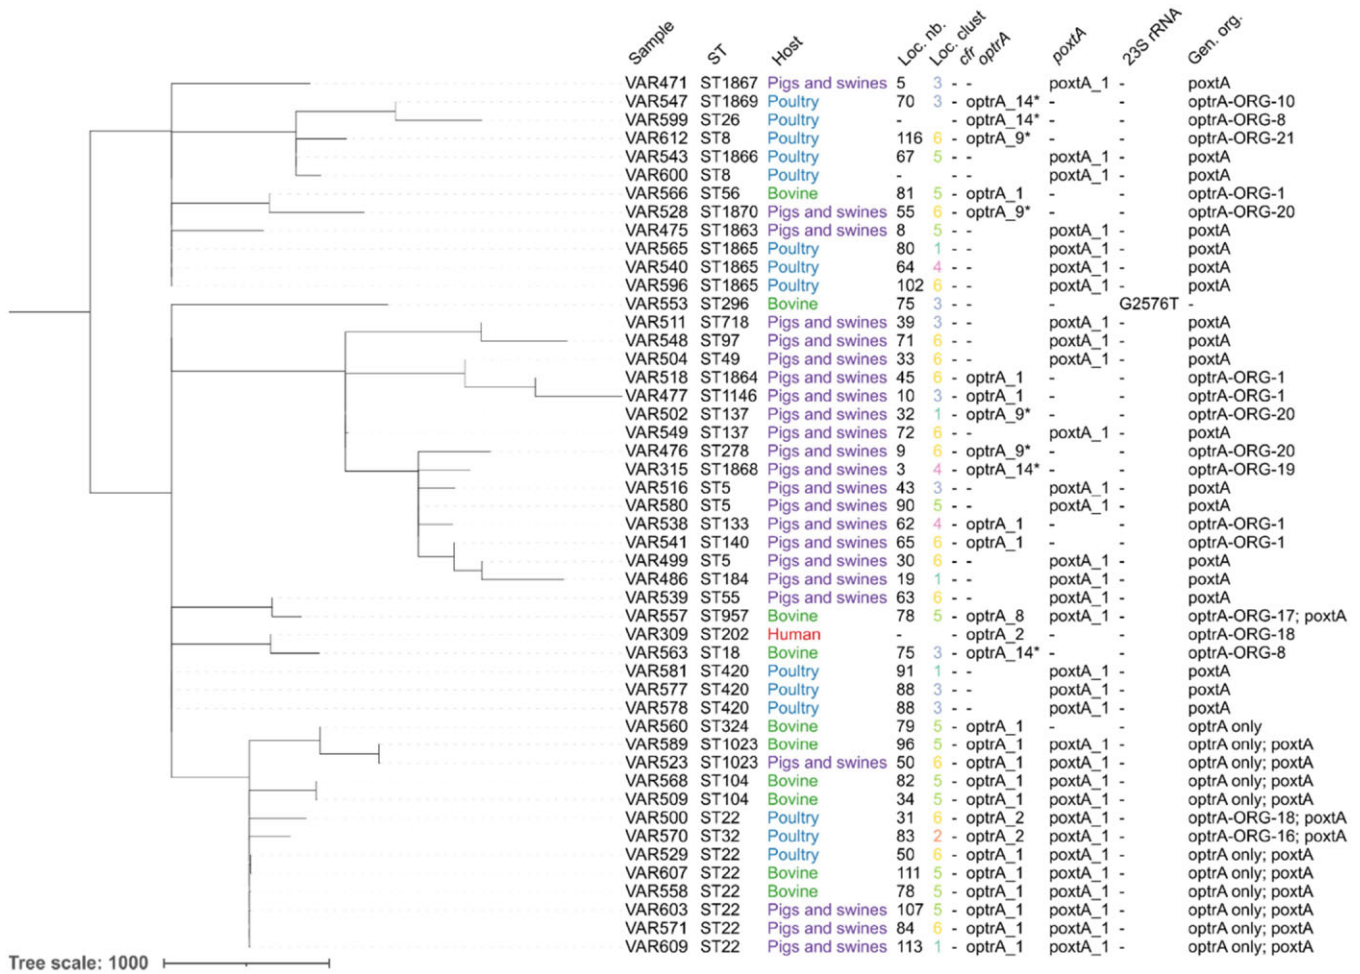 Sample ST Host Loc. nb. Loc. clust cfr optrA poxtA 23S rRNA Gen. org.
VAR471 ST1867 Pigs and swines 5 3 - - poxtA_1 - poxtA
VAR547 ST1869 Poultry 70 3 - optrA_14* - - optrA-ORG-10
VAR599 ST26 Poultry - - optrA_14* - - optrA-ORG-8
VAR612 ST8 Poultry 116 6 - optrA_9* - - optrA-ORG-21
VAR543 ST1866 Poultry 67 5 - - poxtA_1 - poxtA
VAR600 ST8 Poultry - - - poxtA_1 - poxtA
VAR566 ST56 Bovine 81 5 - optrA_1 - - optrA-ORG-1
VAR528 ST1870 Pigs and swines 55 6 - optrA_9* - - optrA-ORG-20
VAR475 ST1863 Pigs and swines 8 5 - - poxtA_1 - poxtA
VAR565 ST1865 Poultry 80 1 - - poxtA_1 - poxtA
VAR540 ST1865 Poultry 64 4 - - poxtA_1 - poxtA
VAR596 ST1865 Poultry 102 6 - - poxtA_1 - poxtA
VAR553 ST296 Bovine 75 3 - - - G2576T -
VAR511 ST718 Pigs and swines 39 3 - - poxtA_1 - poxtA
VAR548 ST97 Pigs and swines 71 6 - - poxtA_1 - poxtA
VAR504 ST49 Pigs and swines 33 6 - - poxtA_1 - poxtA
VAR518 ST1864 Pigs and swines 45 6 - optrA_1 - - optrA-ORG-1
VAR477 ST1146 Pigs and swines 10 3 - optrA_1 - - optrA-ORG-1
VAR502 ST137 Pigs and swines 32 1 - optrA_9* - - optrA-ORG-20
VAR549 ST137 Pigs and swines 72 6 - - poxtA_1 - poxtA
VAR476 ST278 Pigs and swines 9 6 - optrA_9* - - optrA-ORG-20
VAR315 ST1868 Pigs and swines 3 4 - optrA_14* - - optrA-ORG-19
VAR516 ST5 Pigs and swines 43 3 - - poxtA_1 - poxtA
VAR580 ST5 Pigs and swines 90 5 - - poxtA_1 - poxtA
VAR538 ST133 Pigs and swines 62 4 - optrA_1 - - optrA-ORG-1
VAR541 ST140 Pigs and swines 65 6 - optrA_1 - - optrA-ORG-1
VAR499 ST5 Pigs and swines 30 6 - - poxtA_1 - poxtA
VAR486 ST184 Pigs and swines 19 1 - - poxtA_1 - poxtA
VAR539 ST55 Pigs and swines 63 6 - - poxtA_1 - poxtA
VAR557 ST957 Bovine 78 5 - optrA_8 poxtA_1 - optrA-ORG-17; poxtA
VAR309 ST202 Human - - optrA_2 - - optrA-ORG-18
VAR563 ST18 Bovine 75 3 - optrA_14* - - optrA-ORG-8
VAR581 ST420 Poultry 91 1 - - poxtA_1 - poxtA
VAR577 ST420 Poultry 88 3 - - poxtA_1 - poxtA
VAR578 ST420 Poultry 88 3 - - poxtA_1 - poxtA
VAR560 ST324 Bovine 79 5 - optrA_1 - - optrA only
VAR589 ST1023 Bovine 96 5 - optrA_1 poxtA_1 - optrA only; poxtA
VAR523 ST1023 Pigs and swines 50 6 - optrA_1 poxtA_1 - optrA only; poxtA
VAR568 ST104 Bovine 82 5 - optrA_1 poxtA_1 - optrA only; poxtA
VAR509 ST104 Bovine 34 5 - optrA_1 poxtA_1 - optrA only; poxtA
VAR500 ST22 Poultry 31 6 - optrA_2 poxtA_1 - optrA-ORG-18; poxtA
VAR570 ST32 Poultry 83 2 - optrA_2 poxtA_1 - optrA-ORG-16; poxtA
VAR529 ST22 Poultry 50 6 - optrA_1 poxtA_1 - optrA only; poxtA
VAR607 ST22 Bovine 111 5 - optrA_1 poxtA_1 - optrA only; poxtA
VAR558 ST22 Bovine 78 5 - optrA_1 poxtA_1 - optrA only; poxtA
VAR603 ST22 Pigs and swines 107 5 - optrA_1 poxtA_1 - optrA only; poxtA
VAR571 ST22 Pigs and swines 84 6 - optrA_1 poxtA_1 - optrA only; poxtA
VAR609 ST22 Pigs and swines 113 1 - optrA_1 poxtA_1 - optrA only; poxtA
Tree scale: 1000